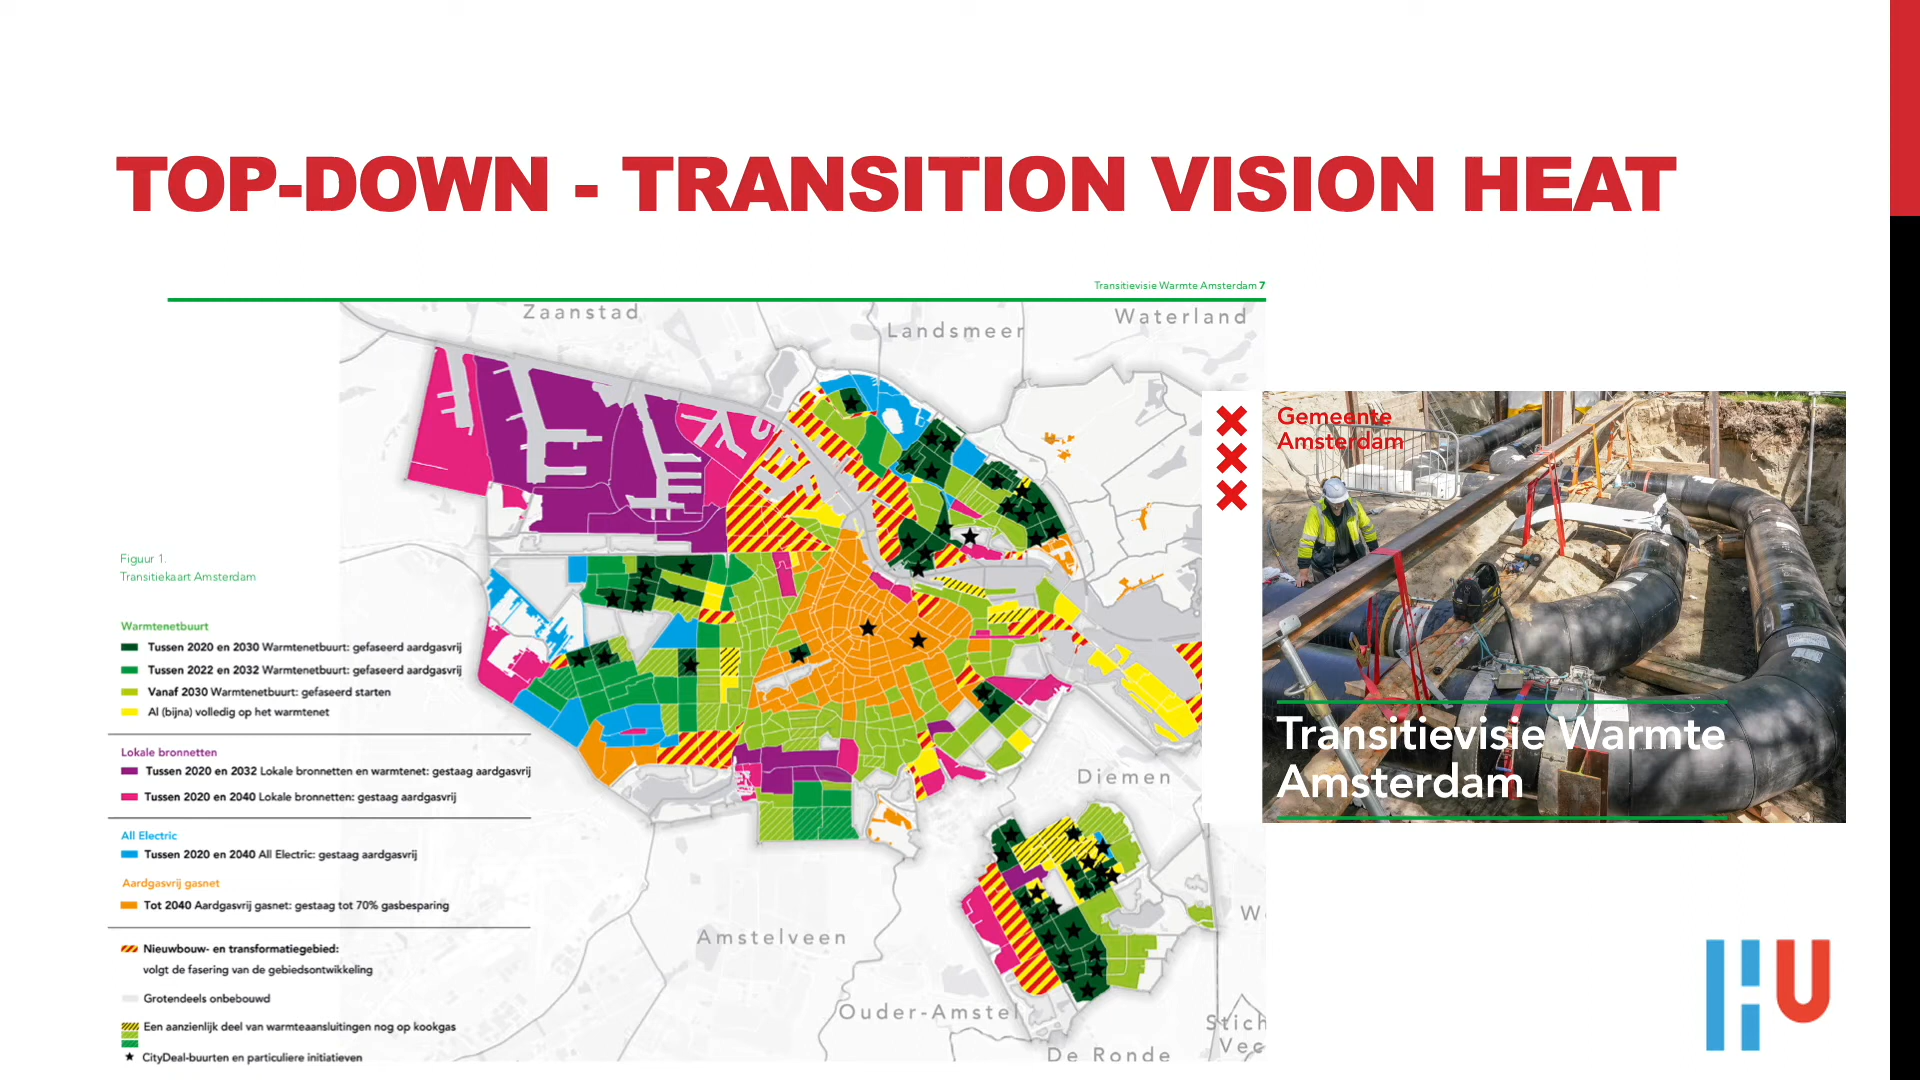 TOP-DOWN - TRANSITION VISION HEAT
Transitievisie Warmte Amsterdam 7
Zaanstad
Landsmeer
Waterland
Gemeente
Amsterdam
Figuur 1.
Transitiekaart Amsterdam
Warmtenetbuurt
Tussen 2020 en 2030 Warmtenetbuurt: gefaseerd aardgasvrij
Tussen 2022 en 2032 Warmtenetbuurt: gefaseerd aardgasvrij
Vanaf 2030 Warmtenetbuurt: gefaseerd starten
Al (bijna) volledig op het warmtenet
Lokale bronnetten
Tussen 2020 en 2032 Lokale bronnetten en warmtenet: gestaag aardgasvrij
Tussen 2020 en 2040 Lokale bronnetten: gestaag aardgasvrij
All Electric
Tussen 2020 en 2040 All Electric: gestaag aardgasvrij
Aardgasvrij gasnet
Tot 2040 Aardgasvrij gasnet: gestaag tot 70% gasbesparing
Nieuwbouw- en transformatiegebied:
volgt de fasering van de gebiedsontwikkeling
Grotendeels onbebouwd
Een aanzienlijk deel van warmteaansluitingen nog op kookgas
CityDeal-buurten en particuliere initiatieven
Transitievisie Warmte
Amsterdam
Diemen
Amstelveen
W
Ouder-Amstel
Stich
Vec
De Ronde
HU